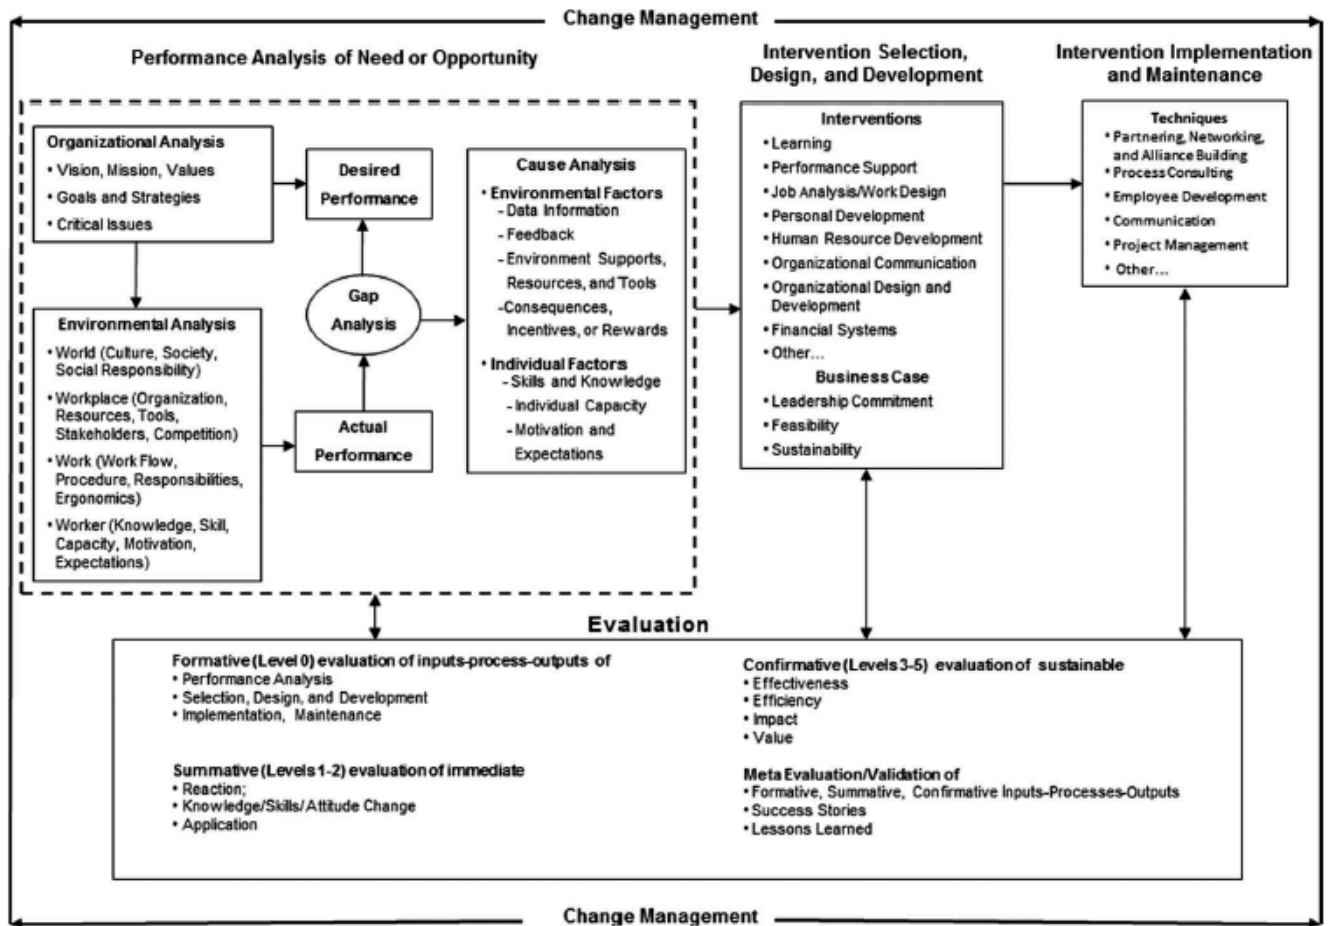 Change Management
Performance Analysis of Need or Opportunity
Organizational Analysis
• Vision, Mission, Values
• Goals and Strategies
• Critical Issues
Environmental Analysis
• World (Culture, Society,
Social Responsibility)
• Workplace (Organization,
Resources, Tools,
Stakeholders, Competition)
• Work (Work Flow,
Procedure, Responsibilities,
Ergonomics)
• Worker (Knowledge, Skill,
Capacity, Motivation,
Expectations)
Desired
Performance
Gap
Analysis
Actual
Performance
Cause Analysis
• Environmental Factors
- Data Information
- Feedback
- Environment Supports,
Resources, and Tools
- Consequences,
Incentives, or Rewards
• Individual Factors
- Skills and Knowledge
- Individual Capacity
- Motivation and
Expectations
Intervention Selection,
Design, and Development
Interventions
• Learning
• Performance Support
• Job Analysis/Work Design
• Personal Development
• Human Resource Development
• Organizational Communication
• Organizational Design and
Development
• Financial Systems
• Other...
Business Case
• Leadership Commitment
• Feasibility
• Sustainability
Intervention Implementation
and Maintenance
Techniques
• Partnering, Networking,
and Alliance Building
• Process Consulting
• Employee Development
• Communication
• Project Management
• Other...
Evaluation
Formative (Level 0) evaluation of inputs-process-outputs of
• Performance Analysis
• Selection, Design, and Development
• Implementation, Maintenance
Summative (Levels 1-2) evaluation of immediate
• Reaction;
• Knowledge/Skills/Attitude Change
• Application
Confirmative (Levels 3-5) evaluation of sustainable
• Effectiveness
• Efficiency
• Impact
• Value
Meta Evaluation/Validation of
• Formative, Summative, Confirmative Inputs-Processes-Outputs
• Success Stories
• Lessons Learned
Change Management